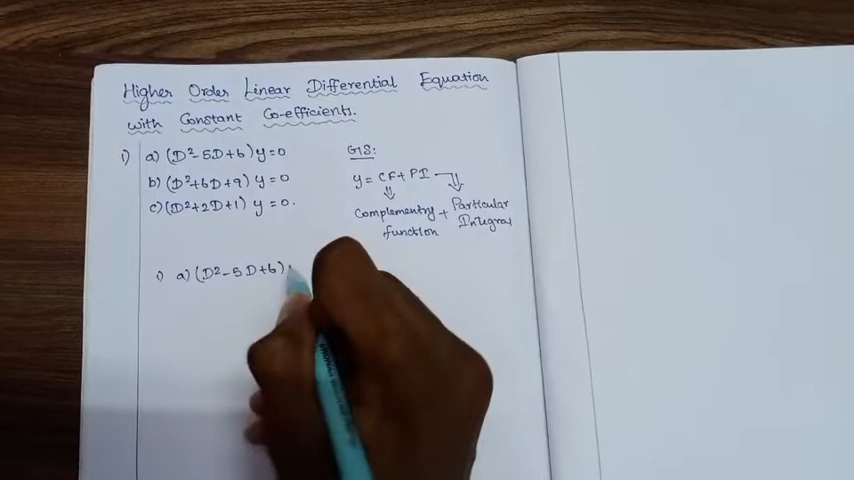 Higher Order Linear Differential Equation
with Constant Co-efficients.
1) a) (D²-5D+6)y=0
b) (D²+6D+9)y=0
c) (D²+2D+1)y=0.
GS:
y = CF+PI
Complementry + Particular
function Integral
1) a) (D²-5D+6)